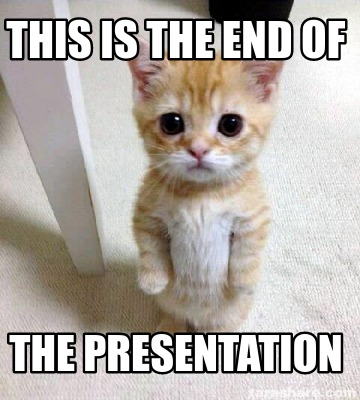 THIS IS THE END OF
THE PRESENTATION